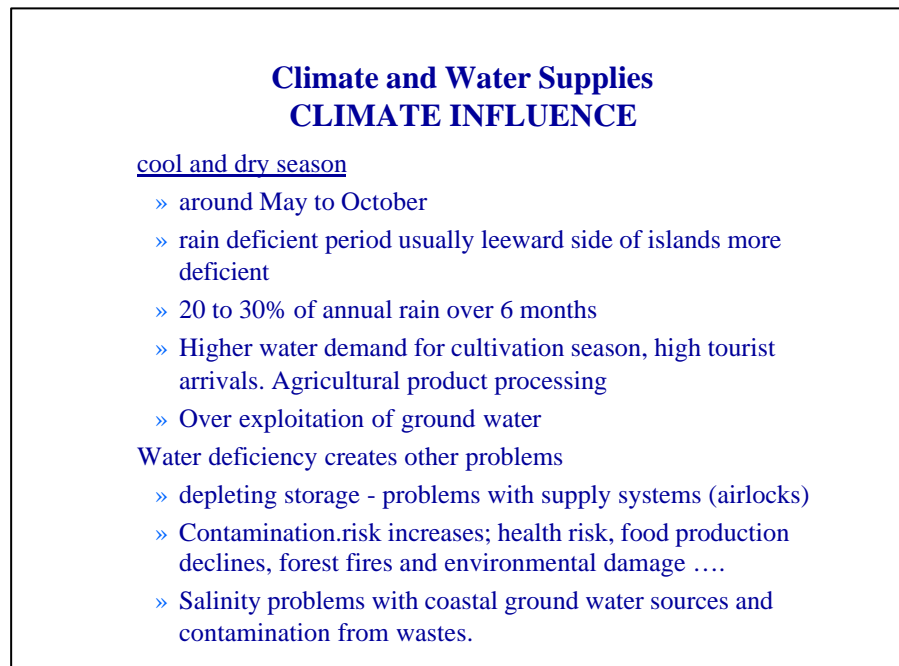 Climate and Water Supplies
CLIMATE INFLUENCE
cool and dry season
» around May to October
» rain deficient period usually leeward side of islands more
deficient
» 20 to 30% of annual rain over 6 months
» Higher water demand for cultivation season, high tourist
arrivals. Agricultural product processing
» Over exploitation of ground water
Water deficiency creates other problems
» depleting storage - problems with supply systems (airlocks)
» Contamination.risk increases; health risk, food production
declines, forest fires and environmental damage ….
» Salinity problems with coastal ground water sources and
contamination from wastes.